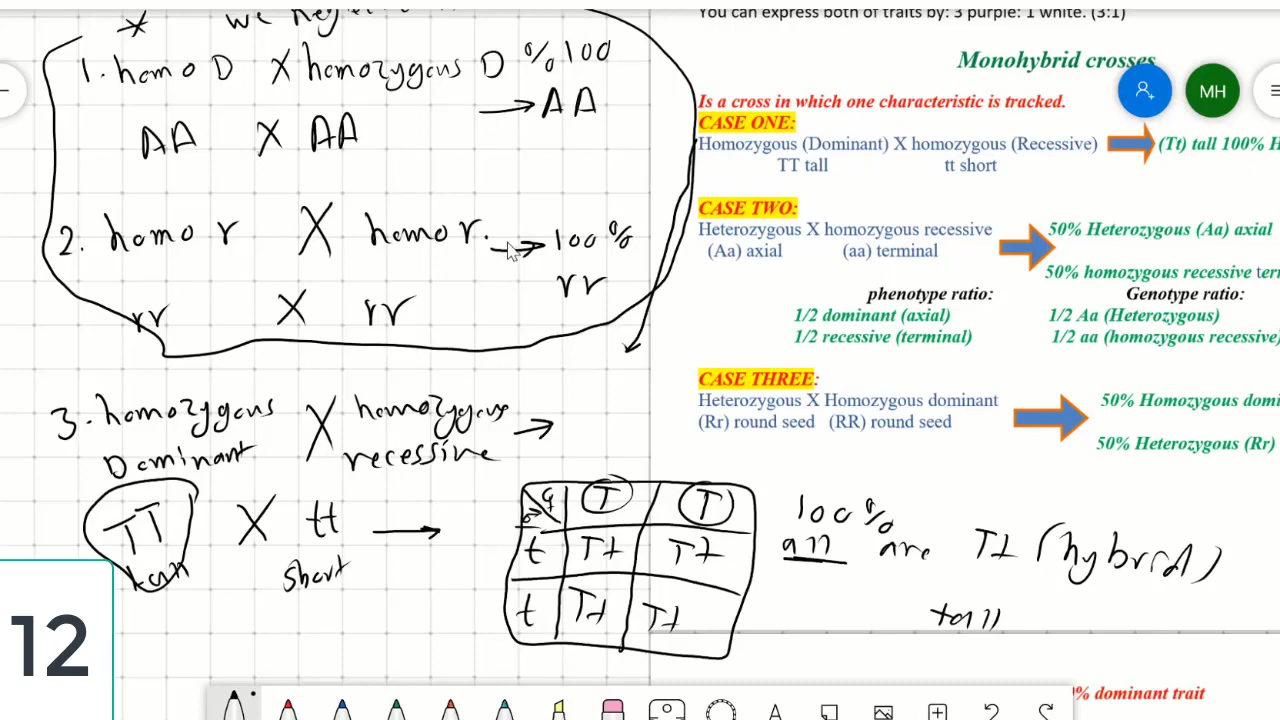 we
1. homo D X homozygous D %100
AA X AA → AA
2. homo r X homo r. → 100%
rr X rr rr
3. homozygous X homozygous →
Dominant recessive
TT X tt →
tall short
♀ T T
♂
t Tt Tt
t Tt Tt
100%
all are Tt (hybrid)
tall
12
You can express both of traits by: 3 purple: 1 white. (3:1)
Monohybrid crosses
MH
Is a cross in which one characteristic is tracked.
CASE ONE:
Homozygous (Dominant) X homozygous (Recessive) (Tt) tall 100% H
TT tall tt short
CASE TWO:
Heterozygous X homozygous recessive 50% Heterozygous (Aa) axial
(Aa) axial (aa) terminal
50% homozygous recessive ter
phenotype ratio: Genotype ratio:
1/2 dominant (axial) 1/2 Aa (Heterozygous)
1/2 recessive (terminal) 1/2 aa (homozygous recessive)
CASE THREE:
Heterozygous X Homozygous dominant 50% Homozygous domi
(Rr) round seed (RR) round seed
50% Heterozygous (Rr)
% dominant trait
A